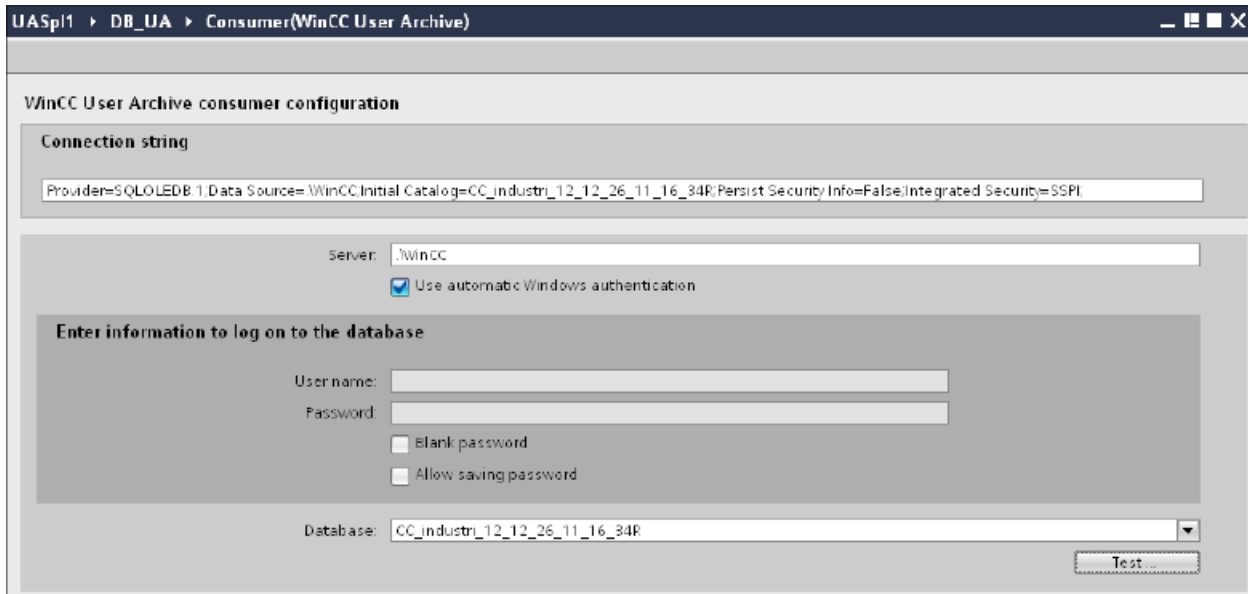 UASpl1 ▸ DB_UA ▸ Consumer(WinCC User Archive)
WinCC User Archive consumer configuration
Connection string
Provider=SQLOLEDB.1;Data Source=.\WinCC;Initial Catalog=CC_industri_12_12_26_11_16_34R;Persist Security Info=False;Integrated Security=SSPI;
Server: .\WinCC
Use automatic Windows authentication
Enter information to log on to the database
User name:
Password:
Blank password
Allow saving password
Database: CC_industri_12_12_26_11_16_34R
Test ...